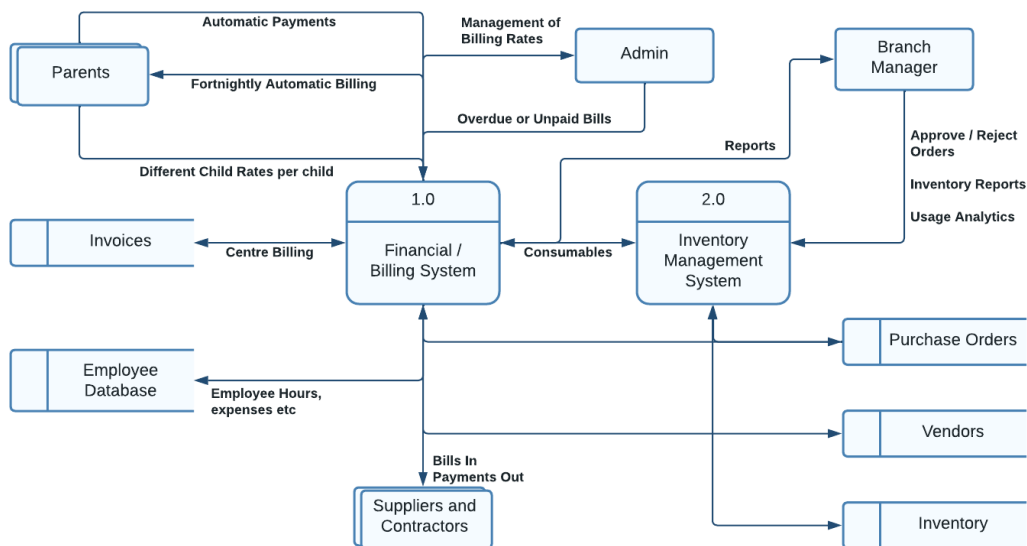 Automatic Payments
Management of
Billing Rates
Admin
Branch
Manager
Parents
Fortnightly Automatic Billing
Overdue or Unpaid Bills
Reports
Approve / Reject
Orders
Inventory Reports
Usage Analytics
Different Child Rates per child
1.0
Financial /
Billing System
2.0
Inventory
Management
System
Invoices
Centre Billing
Consumables
Purchase Orders
Employee
Database
Employee Hours,
expenses etc
Vendors
Bills In
Payments Out
Suppliers and
Contractors
Inventory